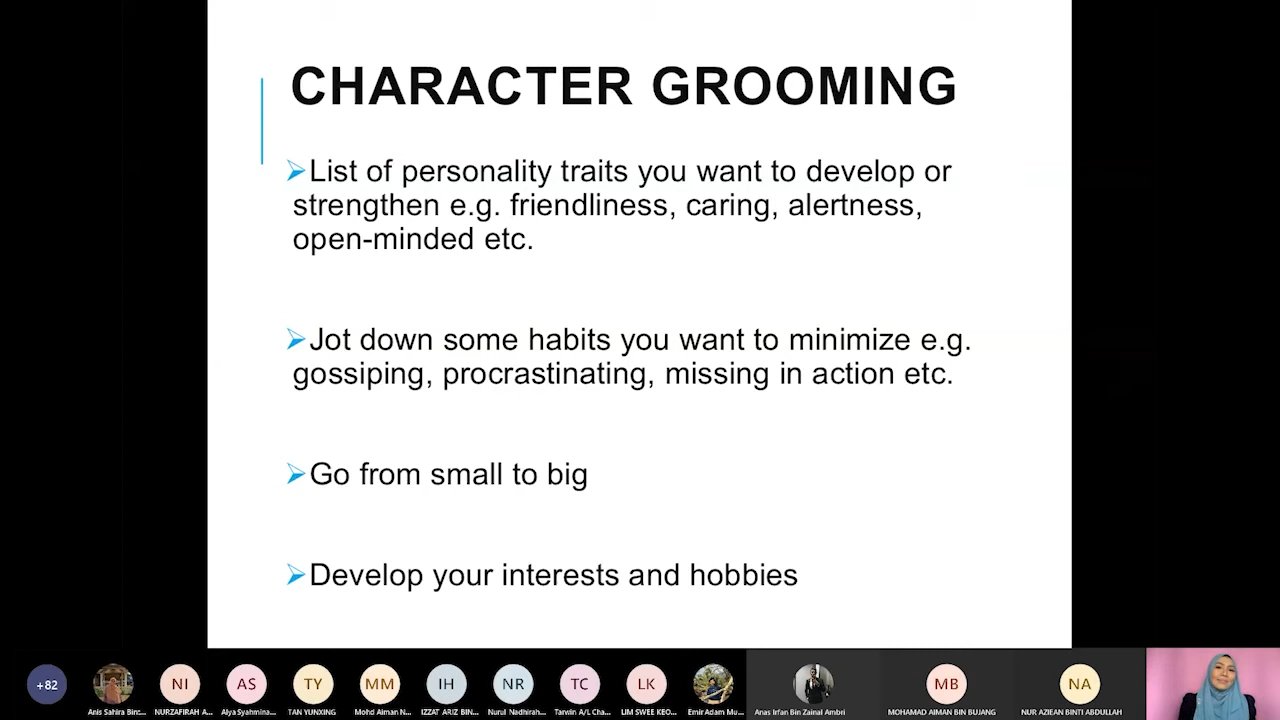 CHARACTER GROOMING
➢List of personality traits you want to develop or
strengthen e.g. friendliness, caring, alertness,
open-minded etc.
➢Jot down some habits you want to minimize e.g.
gossiping, procrastinating, missing in action etc.
➢Go from small to big
➢Develop your interests and hobbies
+82
NI
AS
TY
MM
IH
NR
TC
LK
MB
NA
Anis Sahira Binti...
NURZAFIRAH A...
Alya Syahmina...
TAN YUNXING
Mohd Aiman N...
IZZAT ARIZ BIN...
Nurul Nadhirah...
Tarwin A/L Cha...
LIM SWEE KEO...
Emir Adam Mu...
Anas Irfan Bin Zainal Ambri
MOHAMAD AIMAN BIN BUJANG
NUR AZIEAN BINTI ABDULLAH